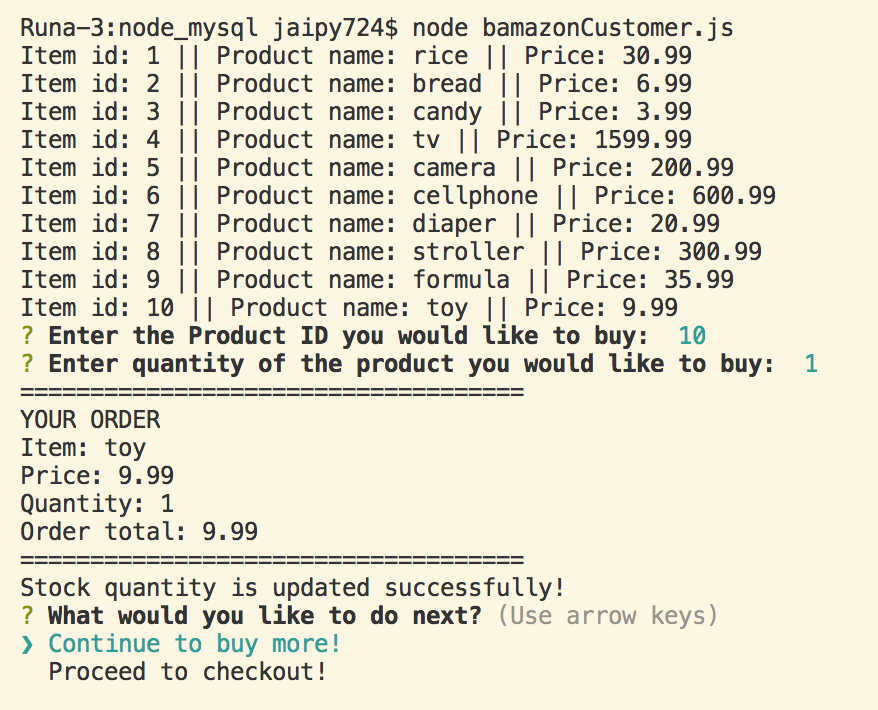 Runa-3:node_mysql jaipy724$ node bamazonCustomer.js
Item id: 1 || Product name: rice || Price: 30.99
Item id: 2 || Product name: bread || Price: 6.99
Item id: 3 || Product name: candy || Price: 3.99
Item id: 4 || Product name: tv || Price: 1599.99
Item id: 5 || Product name: camera || Price: 200.99
Item id: 6 || Product name: cellphone || Price: 600.99
Item id: 7 || Product name: diaper || Price: 20.99
Item id: 8 || Product name: stroller || Price: 300.99
Item id: 9 || Product name: formula || Price: 35.99
Item id: 10 || Product name: toy || Price: 9.99
? Enter the Product ID you would like to buy:  10
? Enter quantity of the product you would like to buy:  1
====================================
YOUR ORDER
Item: toy
Price: 9.99
Quantity: 1
Order total: 9.99
====================================
Stock quantity is updated successfully!
? What would you like to do next? (Use arrow keys)
❯ Continue to buy more!
  Proceed to checkout!